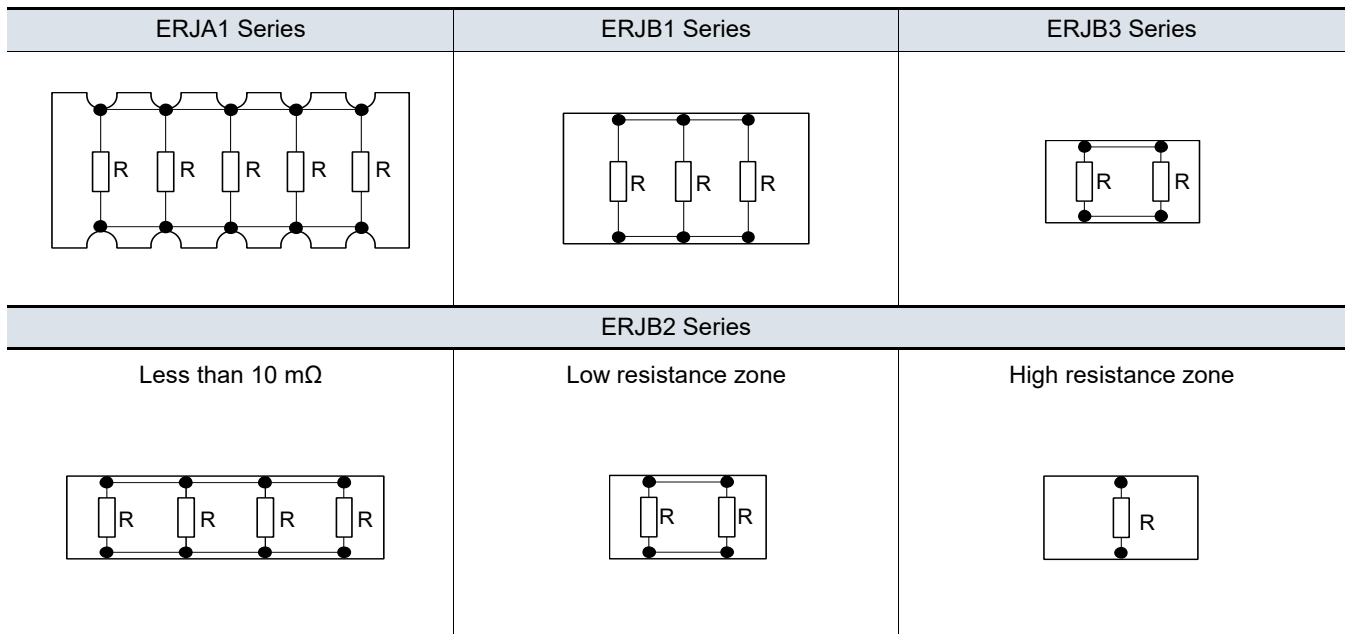 ERJA1 Series
ERJB1 Series
ERJB3 Series
R R R R R
R R R
R R
ERJB2 Series
Less than 10 mΩ
Low resistance zone
High resistance zone
R R R R
R R
R